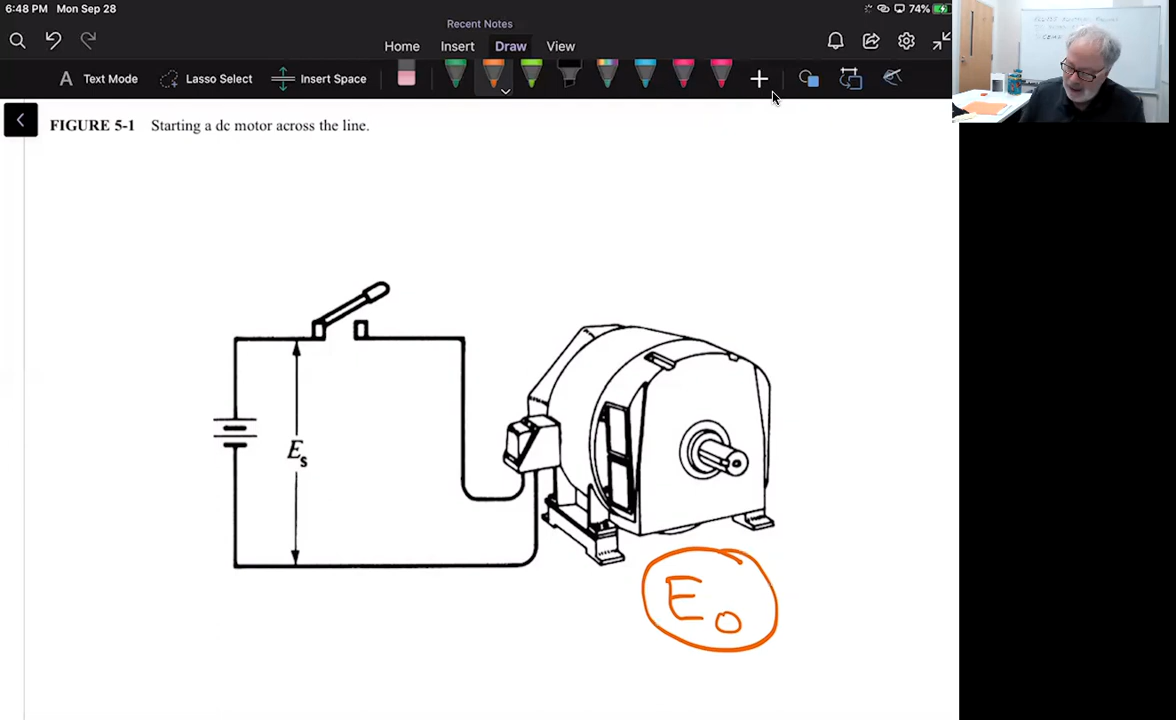 6:48 PM Mon Sep 28
74%
Recent Notes
Home Insert Draw View
Text Mode Lasso Select Insert Space
FIGURE 5-1 Starting a dc motor across the line.
Es
Eo